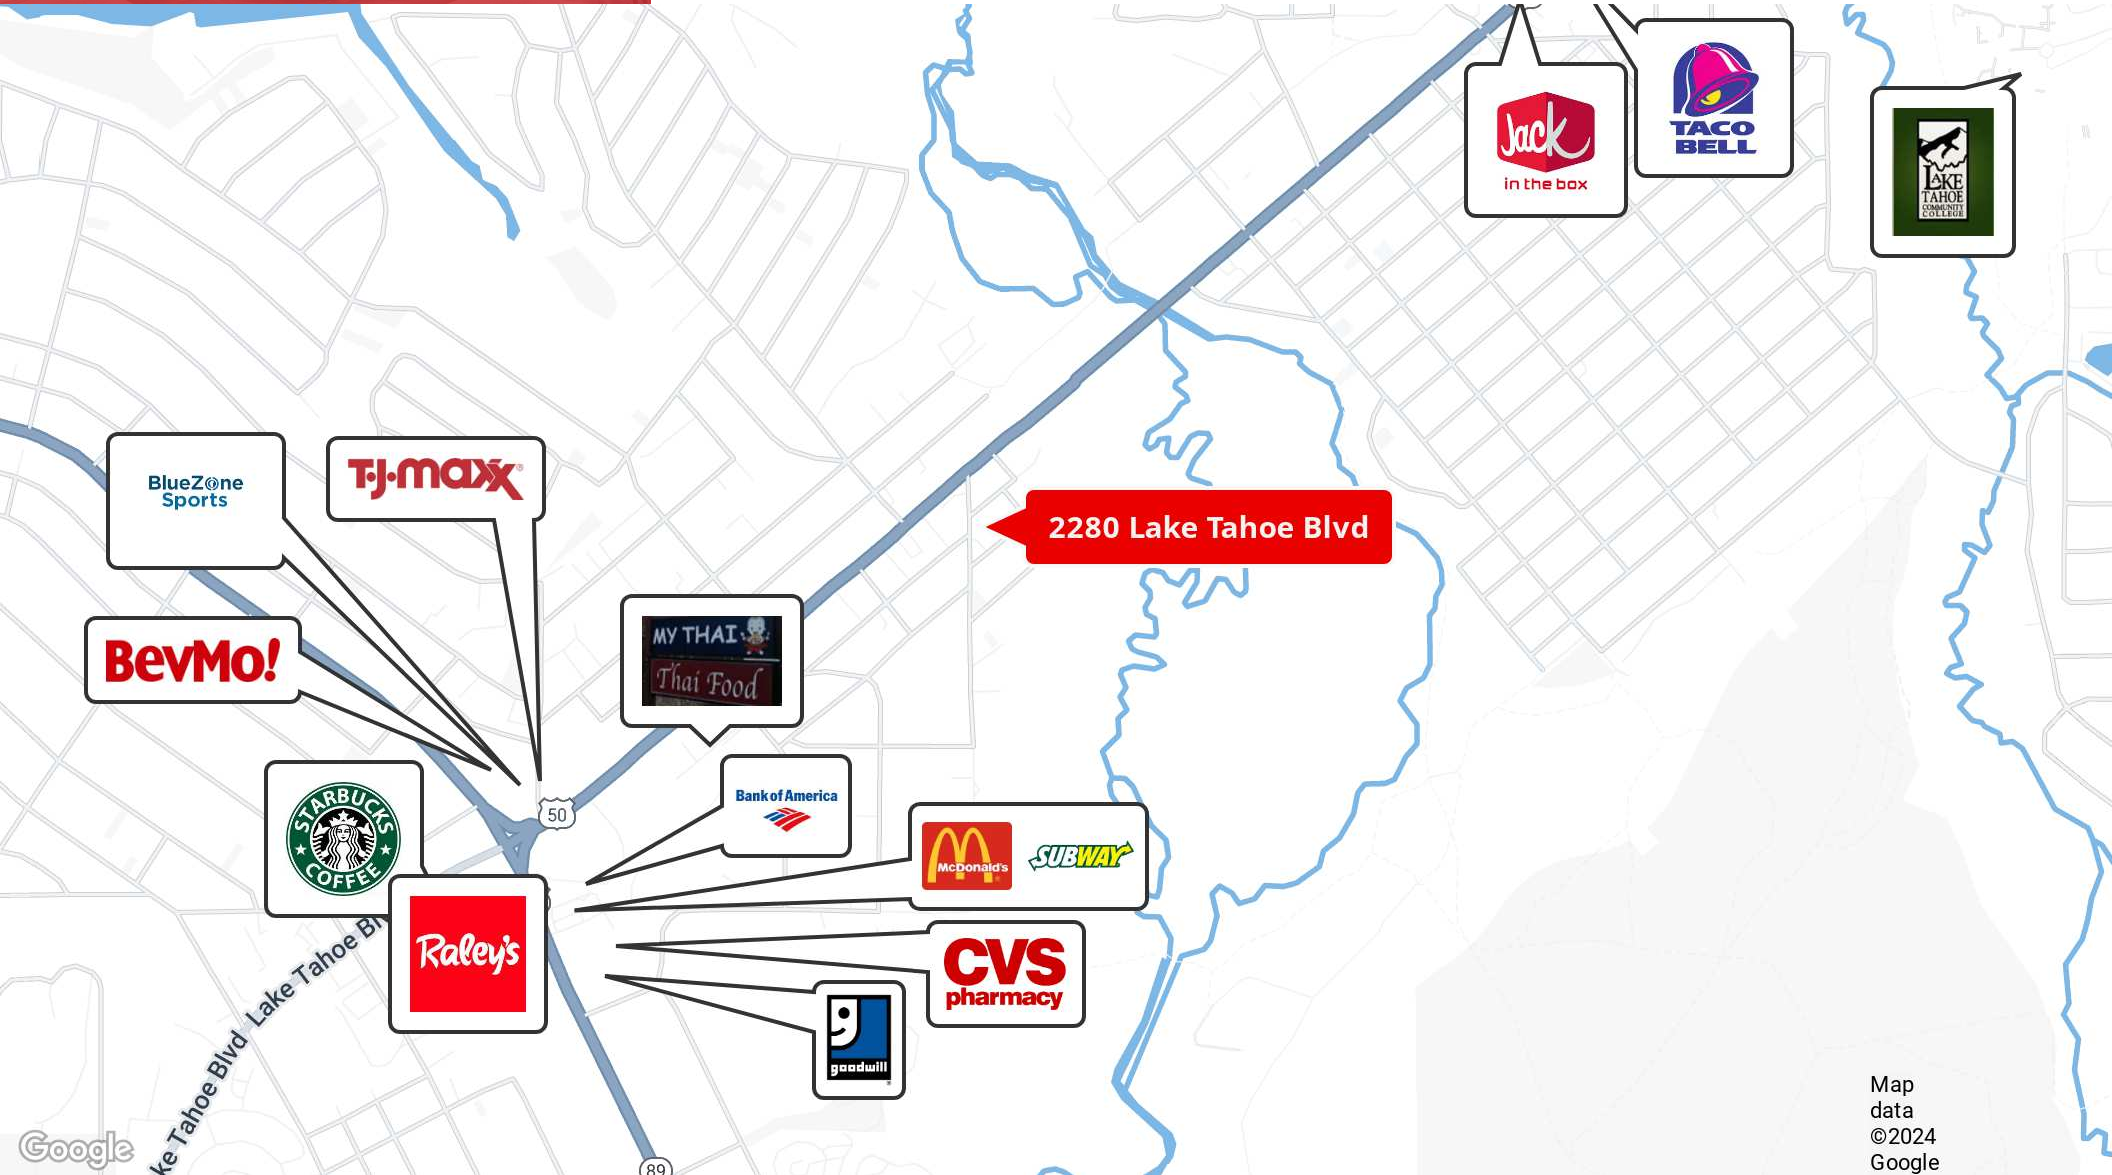 Jack
in the box
TACO
BELL
LAKE
TAHOE
COMMUNITY
COLLEGE
BlueZone
Sports
T·J·maxx®
2280 Lake Tahoe Blvd
BevMo!
MY THAI
Thai Food
STARBUCKS
COFFEE
50
Bank of America
McDonald's
SUBWAY
Raley's
CVS
pharmacy
goodwill
Lake Tahoe Bl
ke Tahoe Blvd
89
Google
Map
data
©2024
Google